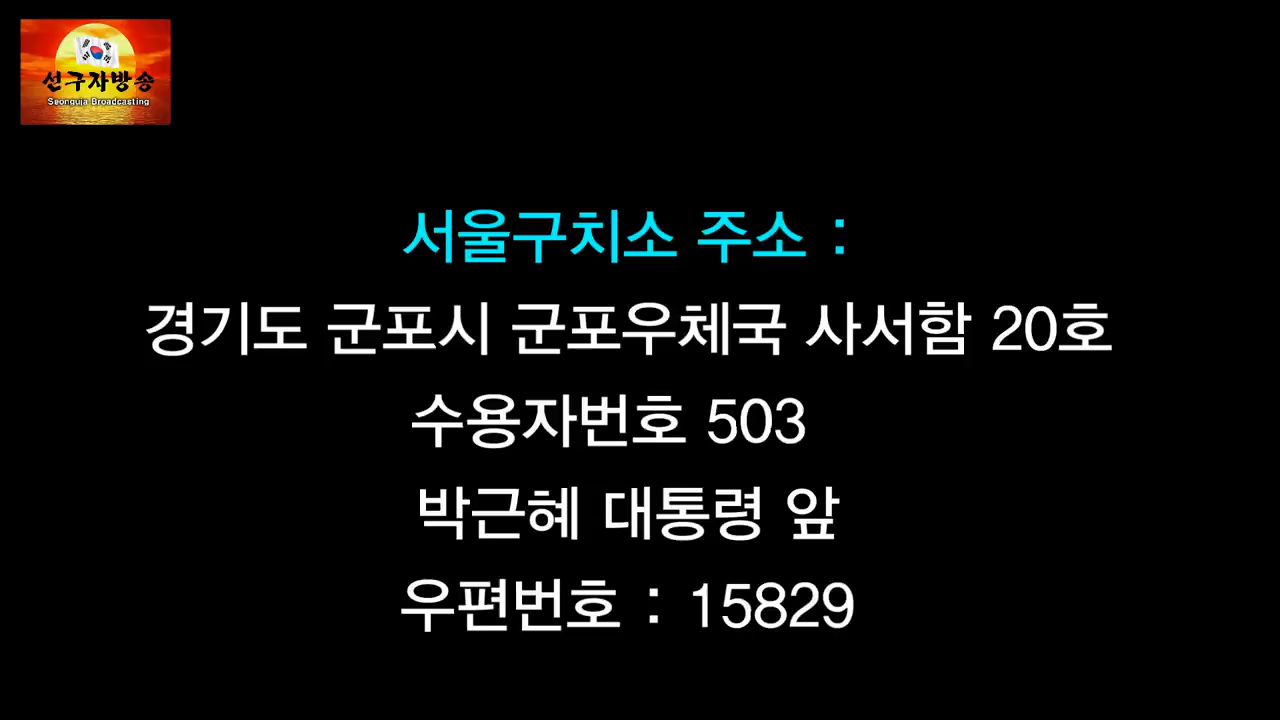 선구자방송
Seonguja Broadcasting
서울구치소 주소 :
경기도 군포시 군포우체국 사서함 20호
수용자번호 503
박근혜 대통령 앞
우편번호 : 15829